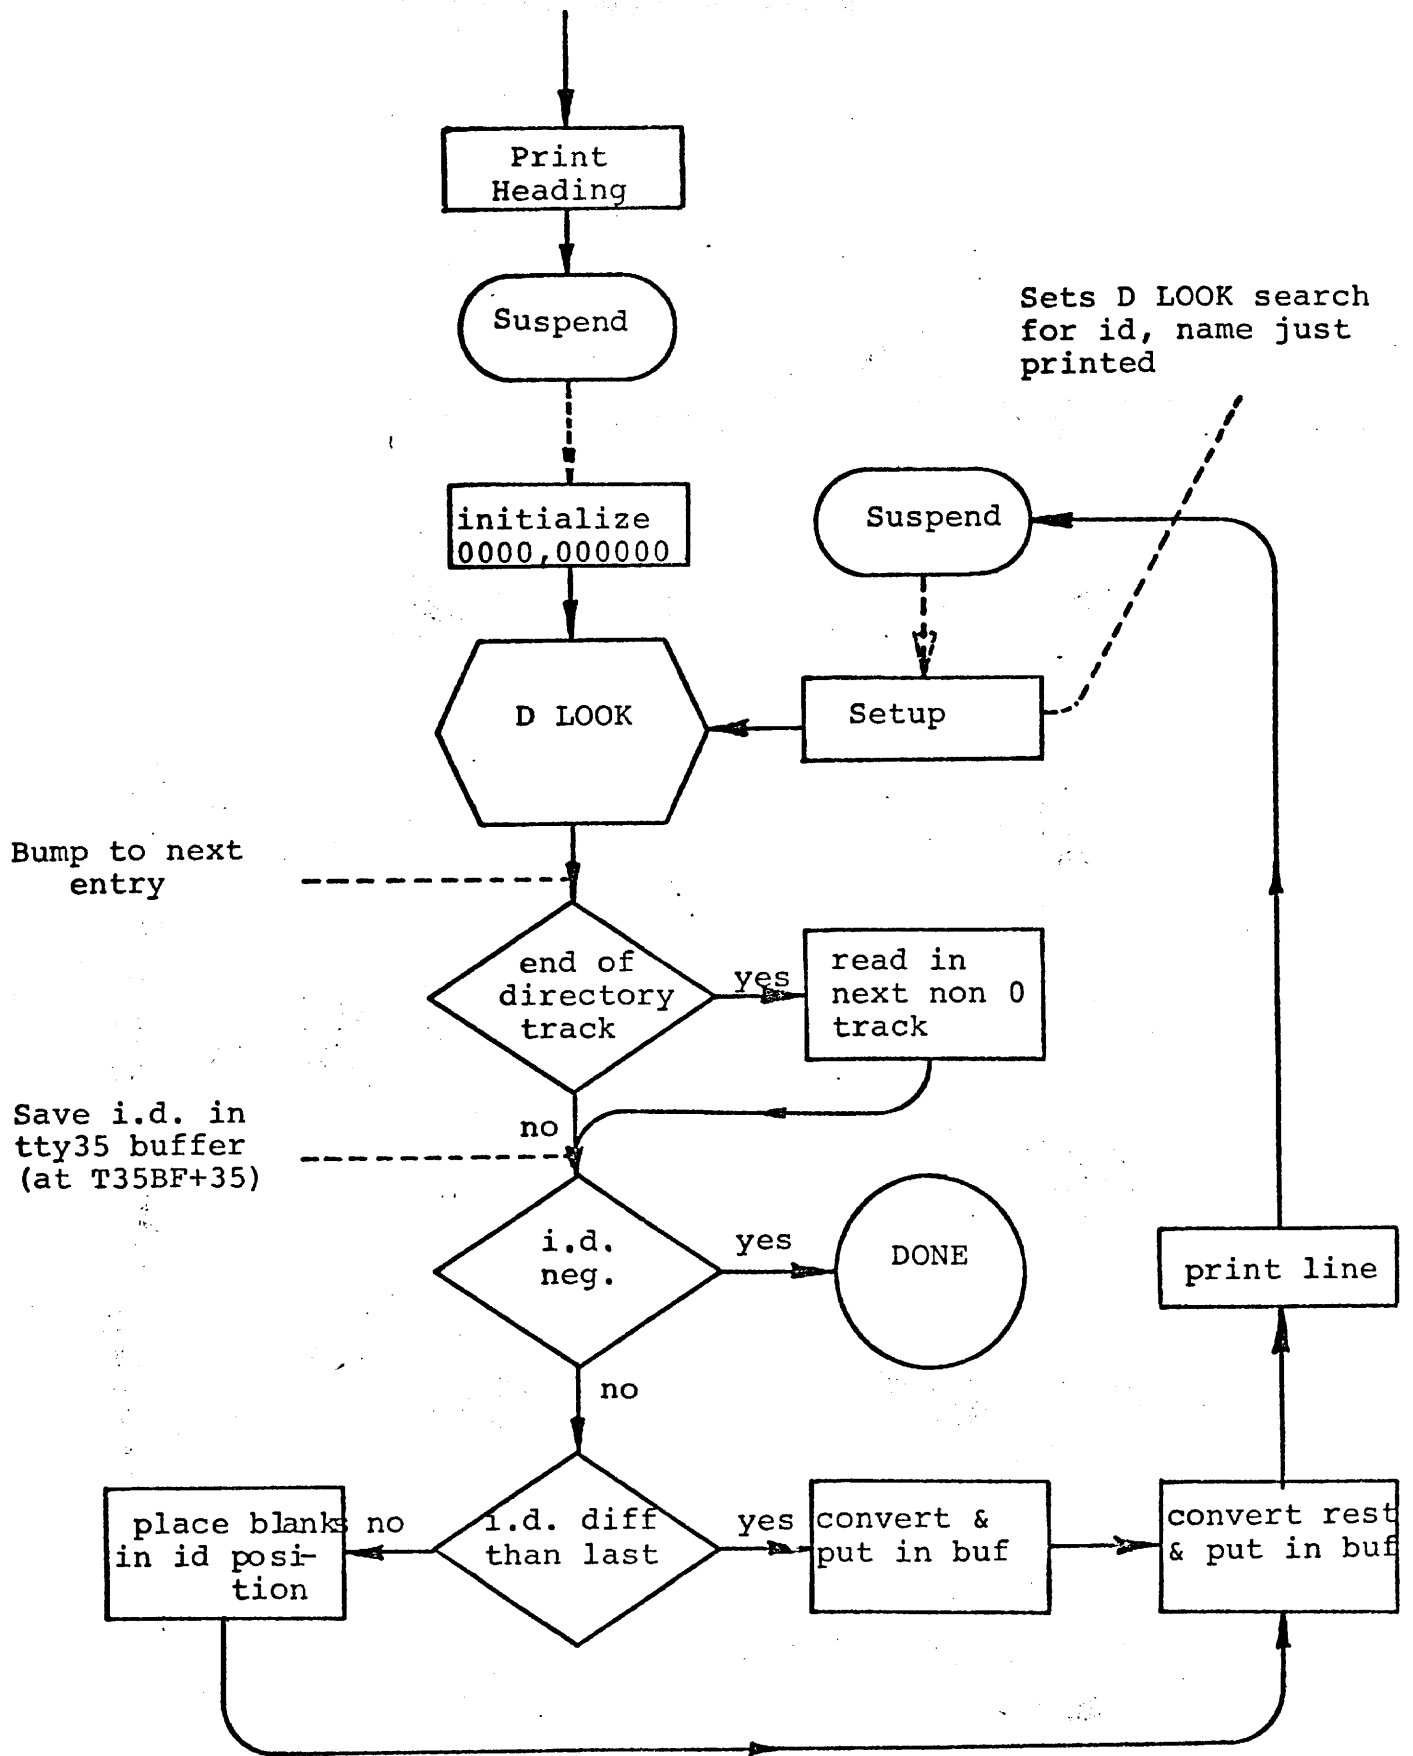 Print
Heading
Suspend
Sets D LOOK search
for id, name just
printed
initialize
0000,000000
Suspend
D LOOK
Setup
Bump to next
entry
end of
directory
track
yes
read in
next non 0
track
Save i.d. in
tty35 buffer
(at T35BF+35)
no
i.d.
neg.
yes
DONE
print line
no
place blanks
in id posi-
tion
no
i.d. diff
than last
yes
convert &
put in buf
convert rest
& put in buf